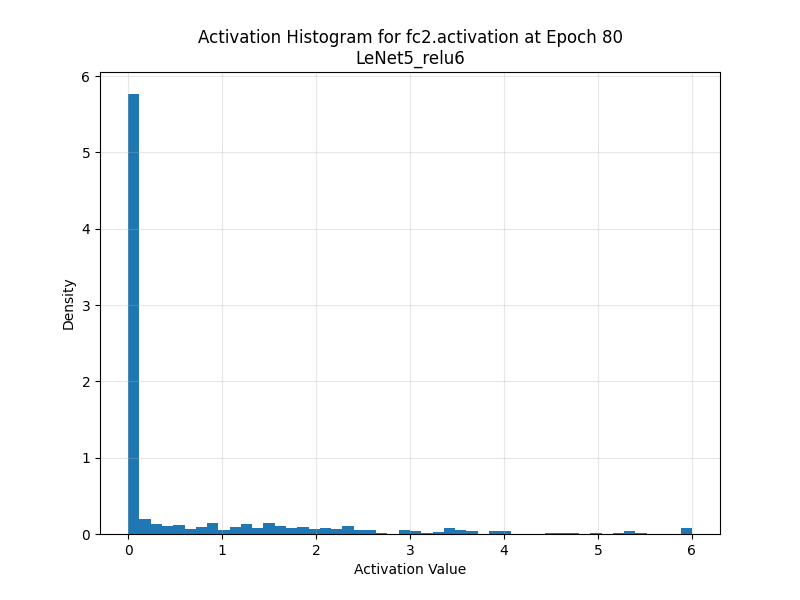 Activation Histogram for fc2.activation at Epoch 80
LeNet5_relu6
6
5
4
3
2
1
0
Density
0 1 2 3 4 5 6
Activation Value